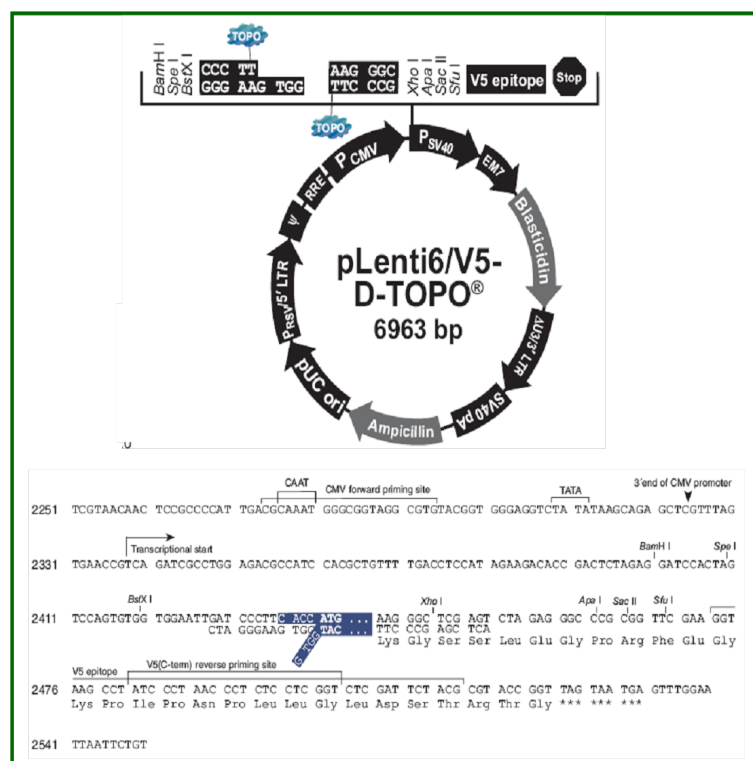 TOPO
BamH I
Spe I
BstX I
CCC TT
GGG AAG TGG
AAG GGC
TTC CCG
TOPO
Xho I
Apa I
Sac II
Sfu I
V5 epitope
Stop
P CMV
P SV40
EM7
Blasticidin
ΔU3/3' LTR
SV40 pA
Ampicillin
pUC ori
P RSV/5' LTR
Ψ
RRE
pLenti6/V5-
D-TOPO®
6963 bp
CAAT
CMV forward priming site
TATA
3´end of CMV promoter
2251 TCGTAACAAC TCCGCCCCAT TGACGCAAAT GGGCGGTAGG CGTGTACGGT GGGAGGTCTA TATAAGCAGA GCTCGTTTAG
Transcriptional start
BamH I
Spe I
2331 TGAACCGTCA GATCGCCTGG AGACGCCATC CACGCTGTTT TGACCTCCAT AGAAGACACC GACTCTAGAG GATCCACTAG
BstX I
Xho I
Apa I
Sac II
Sfu I
2411 TCCAGTGTGG TGGAATTGAT CCCTTC ACC ATG ... AAG GGC TCG AGT CTA GAG GGC CCG CGG TTC GAA GGT
CTA GGGAAG TGG TAC ... TTC CCG AGC TCA
G TGG
Lys Gly Ser Ser Leu Glu Gly Pro Arg Phe Glu Gly
V5 epitope
V5(C-term) reverse priming site
2476 AAG CCT ATC CCT AAC CCT CTC CTC GGT CTC GAT TCT ACG CGT ACC GGT TAG TAA TGA GTTTGGAA
Lys Pro Ile Pro Asn Pro Leu Leu Gly Leu Asp Ser Thr Arg Thr Gly *** *** ***
2541 TTAATTCTGT